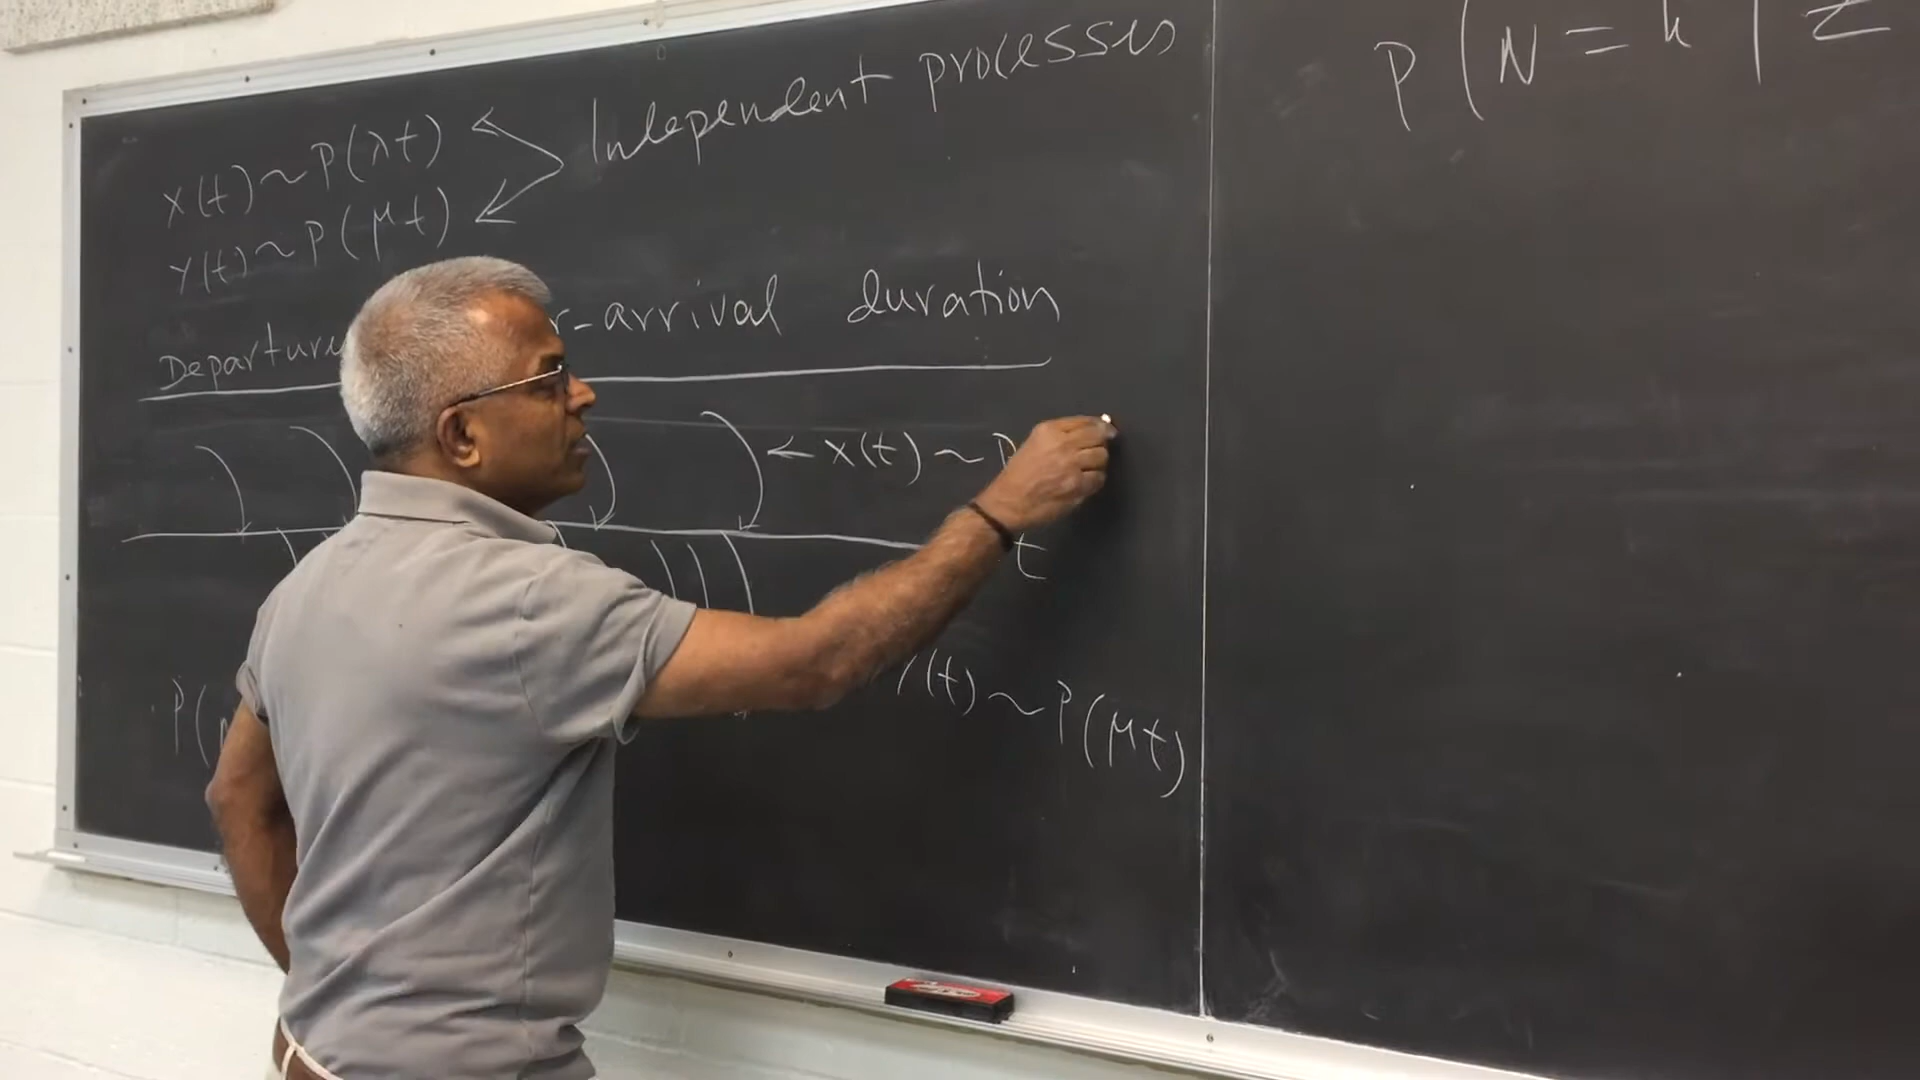 X(t) ~ P(λt)
Y(t) ~ P(μt)
Independent processes
Departure r-arrival duration
← X(t) ~ P
t
Y(t) ~ P(μt)
P(n
P(N = k | Z